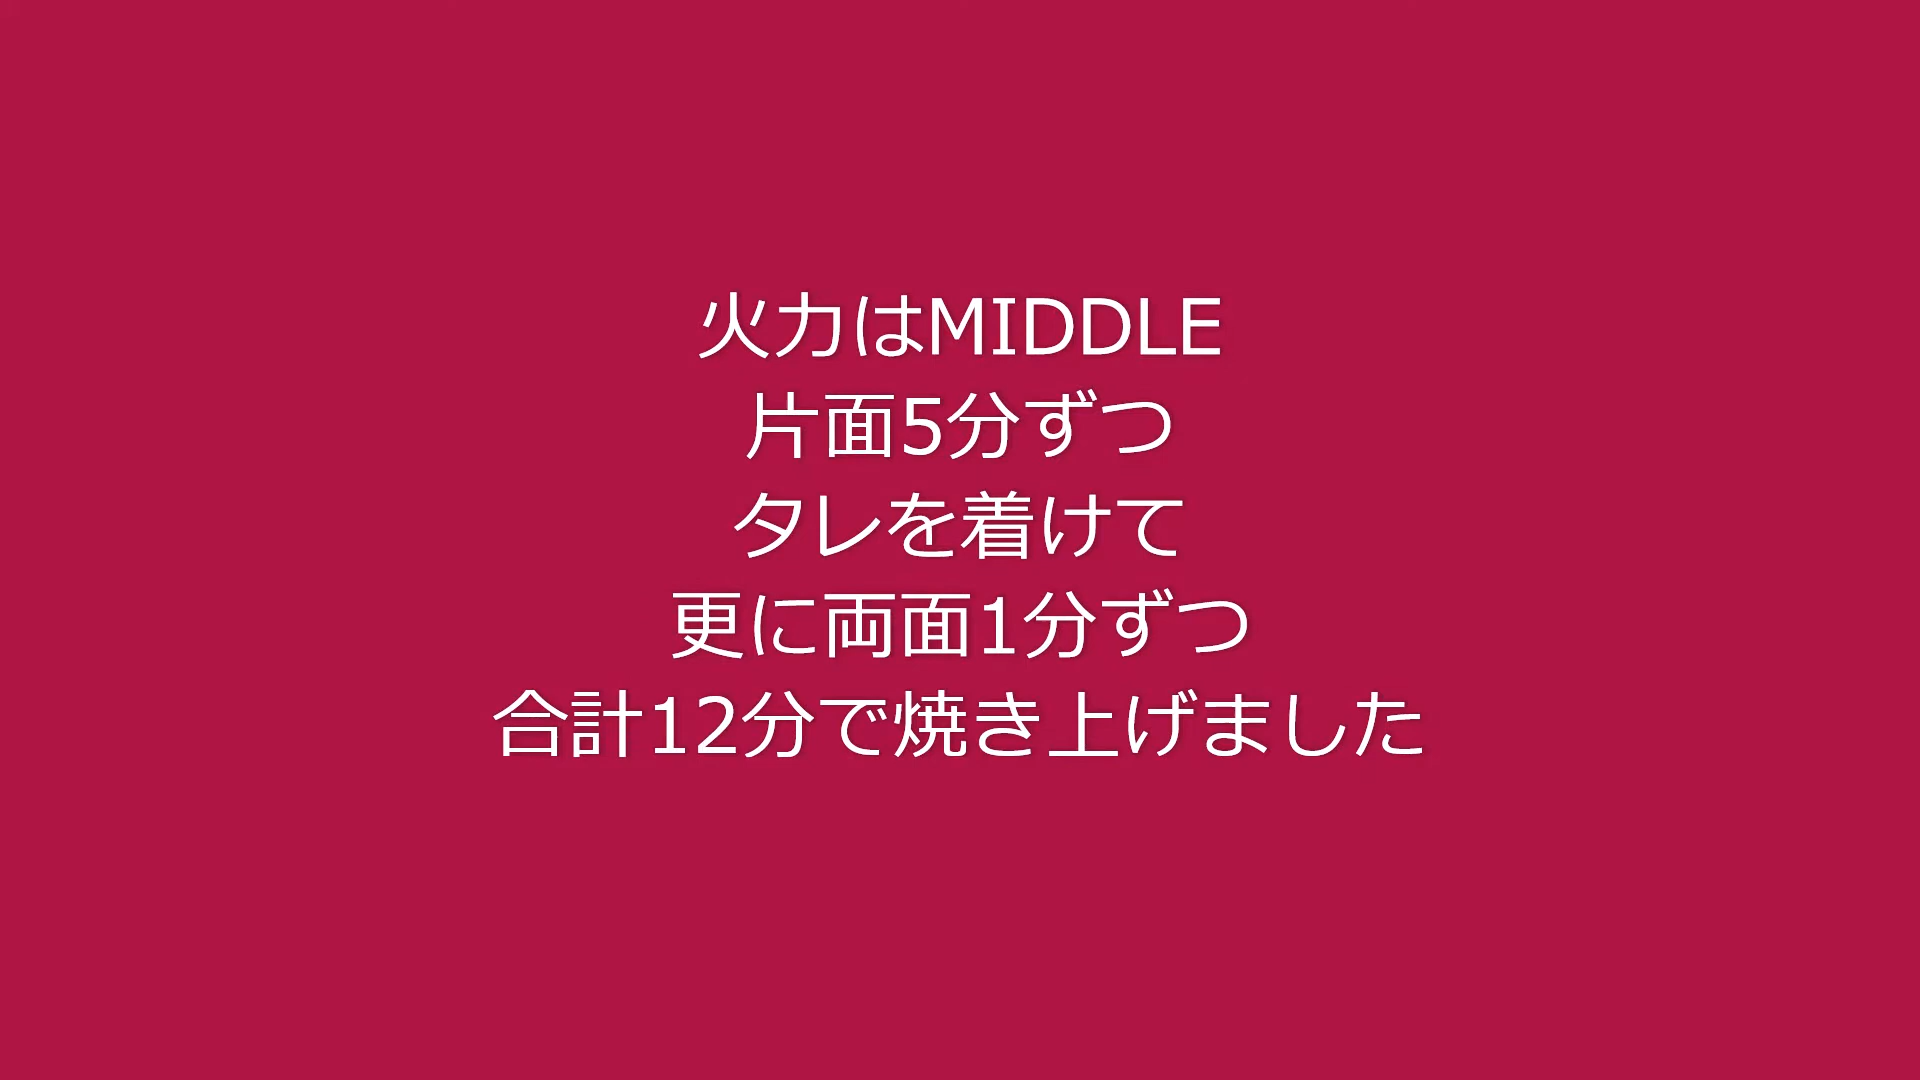 火力はMIDDLE
片面5分ずつ
タレを着けて
更に両面1分ずつ
合計12分で焼き上げました